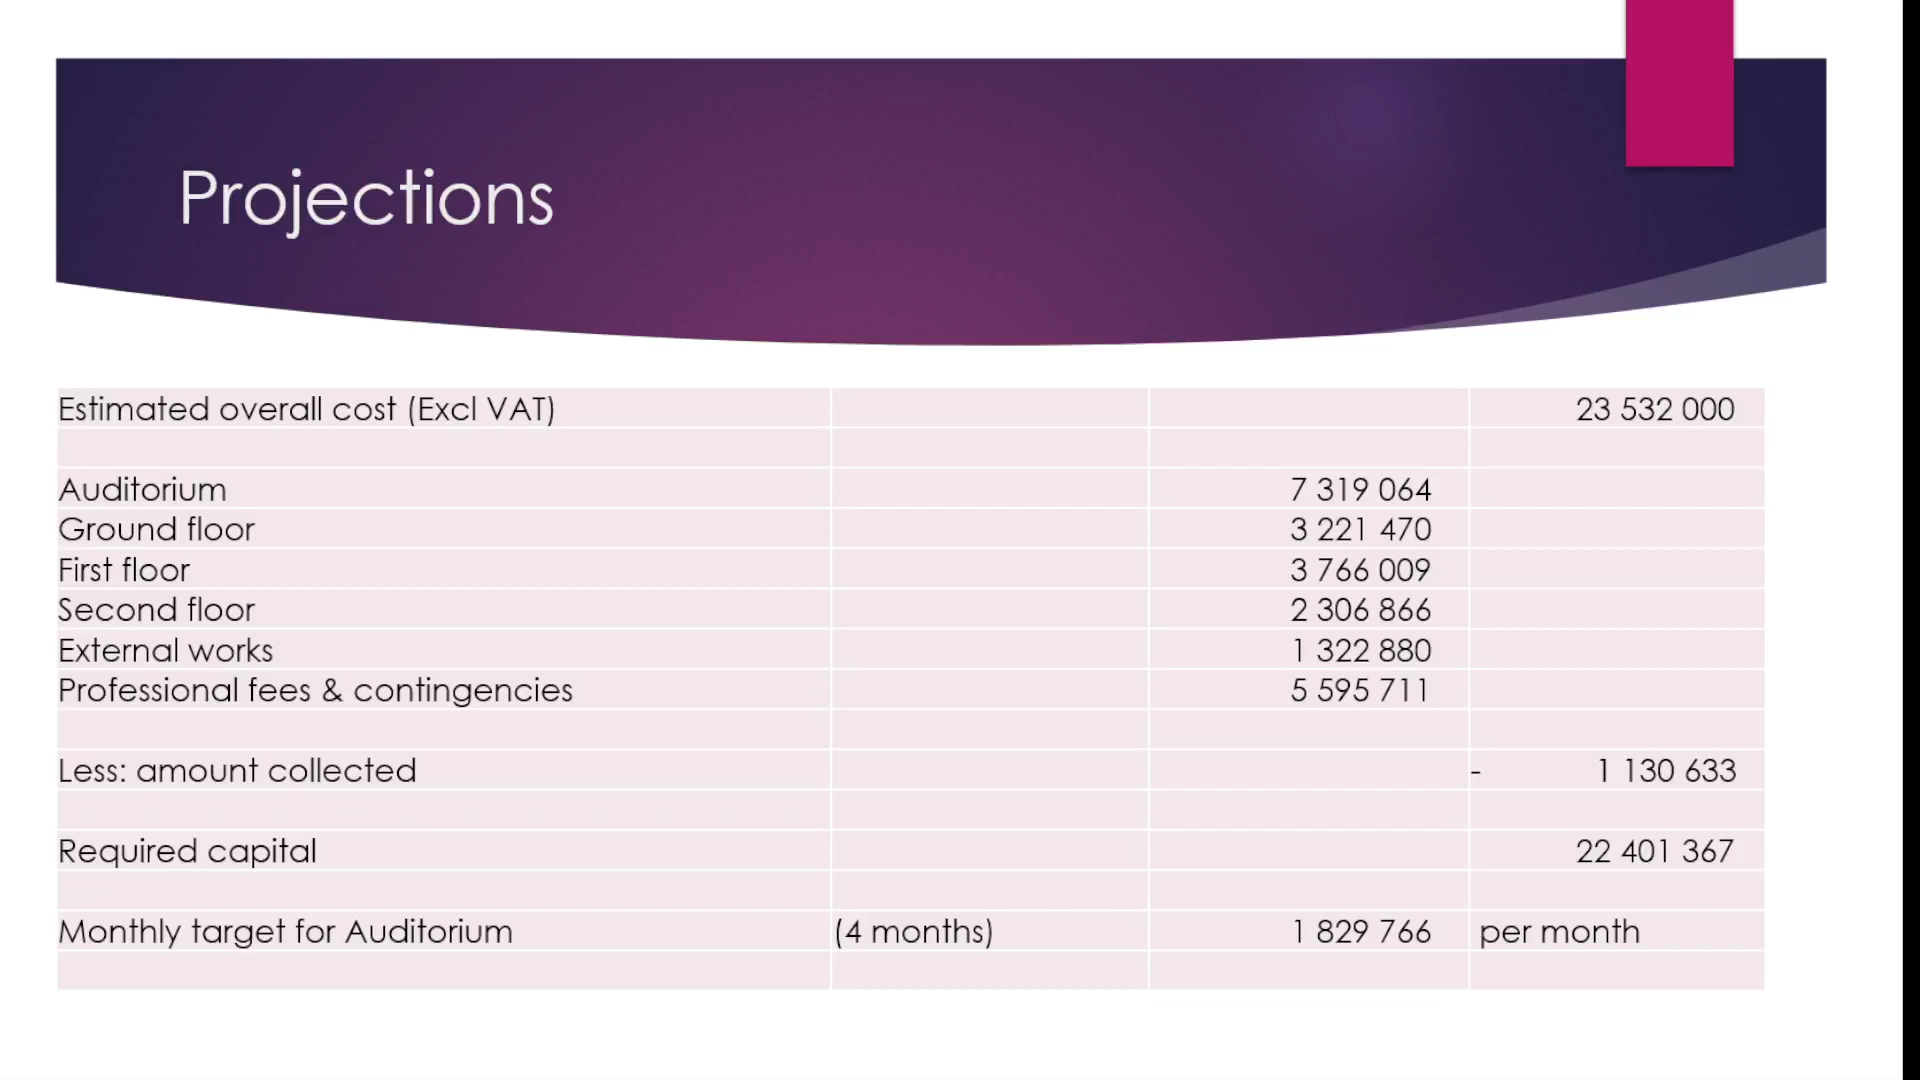 Projections
Estimated overall cost (Excl VAT) 23 532 000
Auditorium 7 319 064
Ground floor 3 221 470
First floor 3 766 009
Second floor 2 306 866
External works 1 322 880
Professional fees & contingencies 5 595 711
Less: amount collected - 1 130 633
Required capital 22 401 367
Monthly target for Auditorium (4 months) 1 829 766 per month